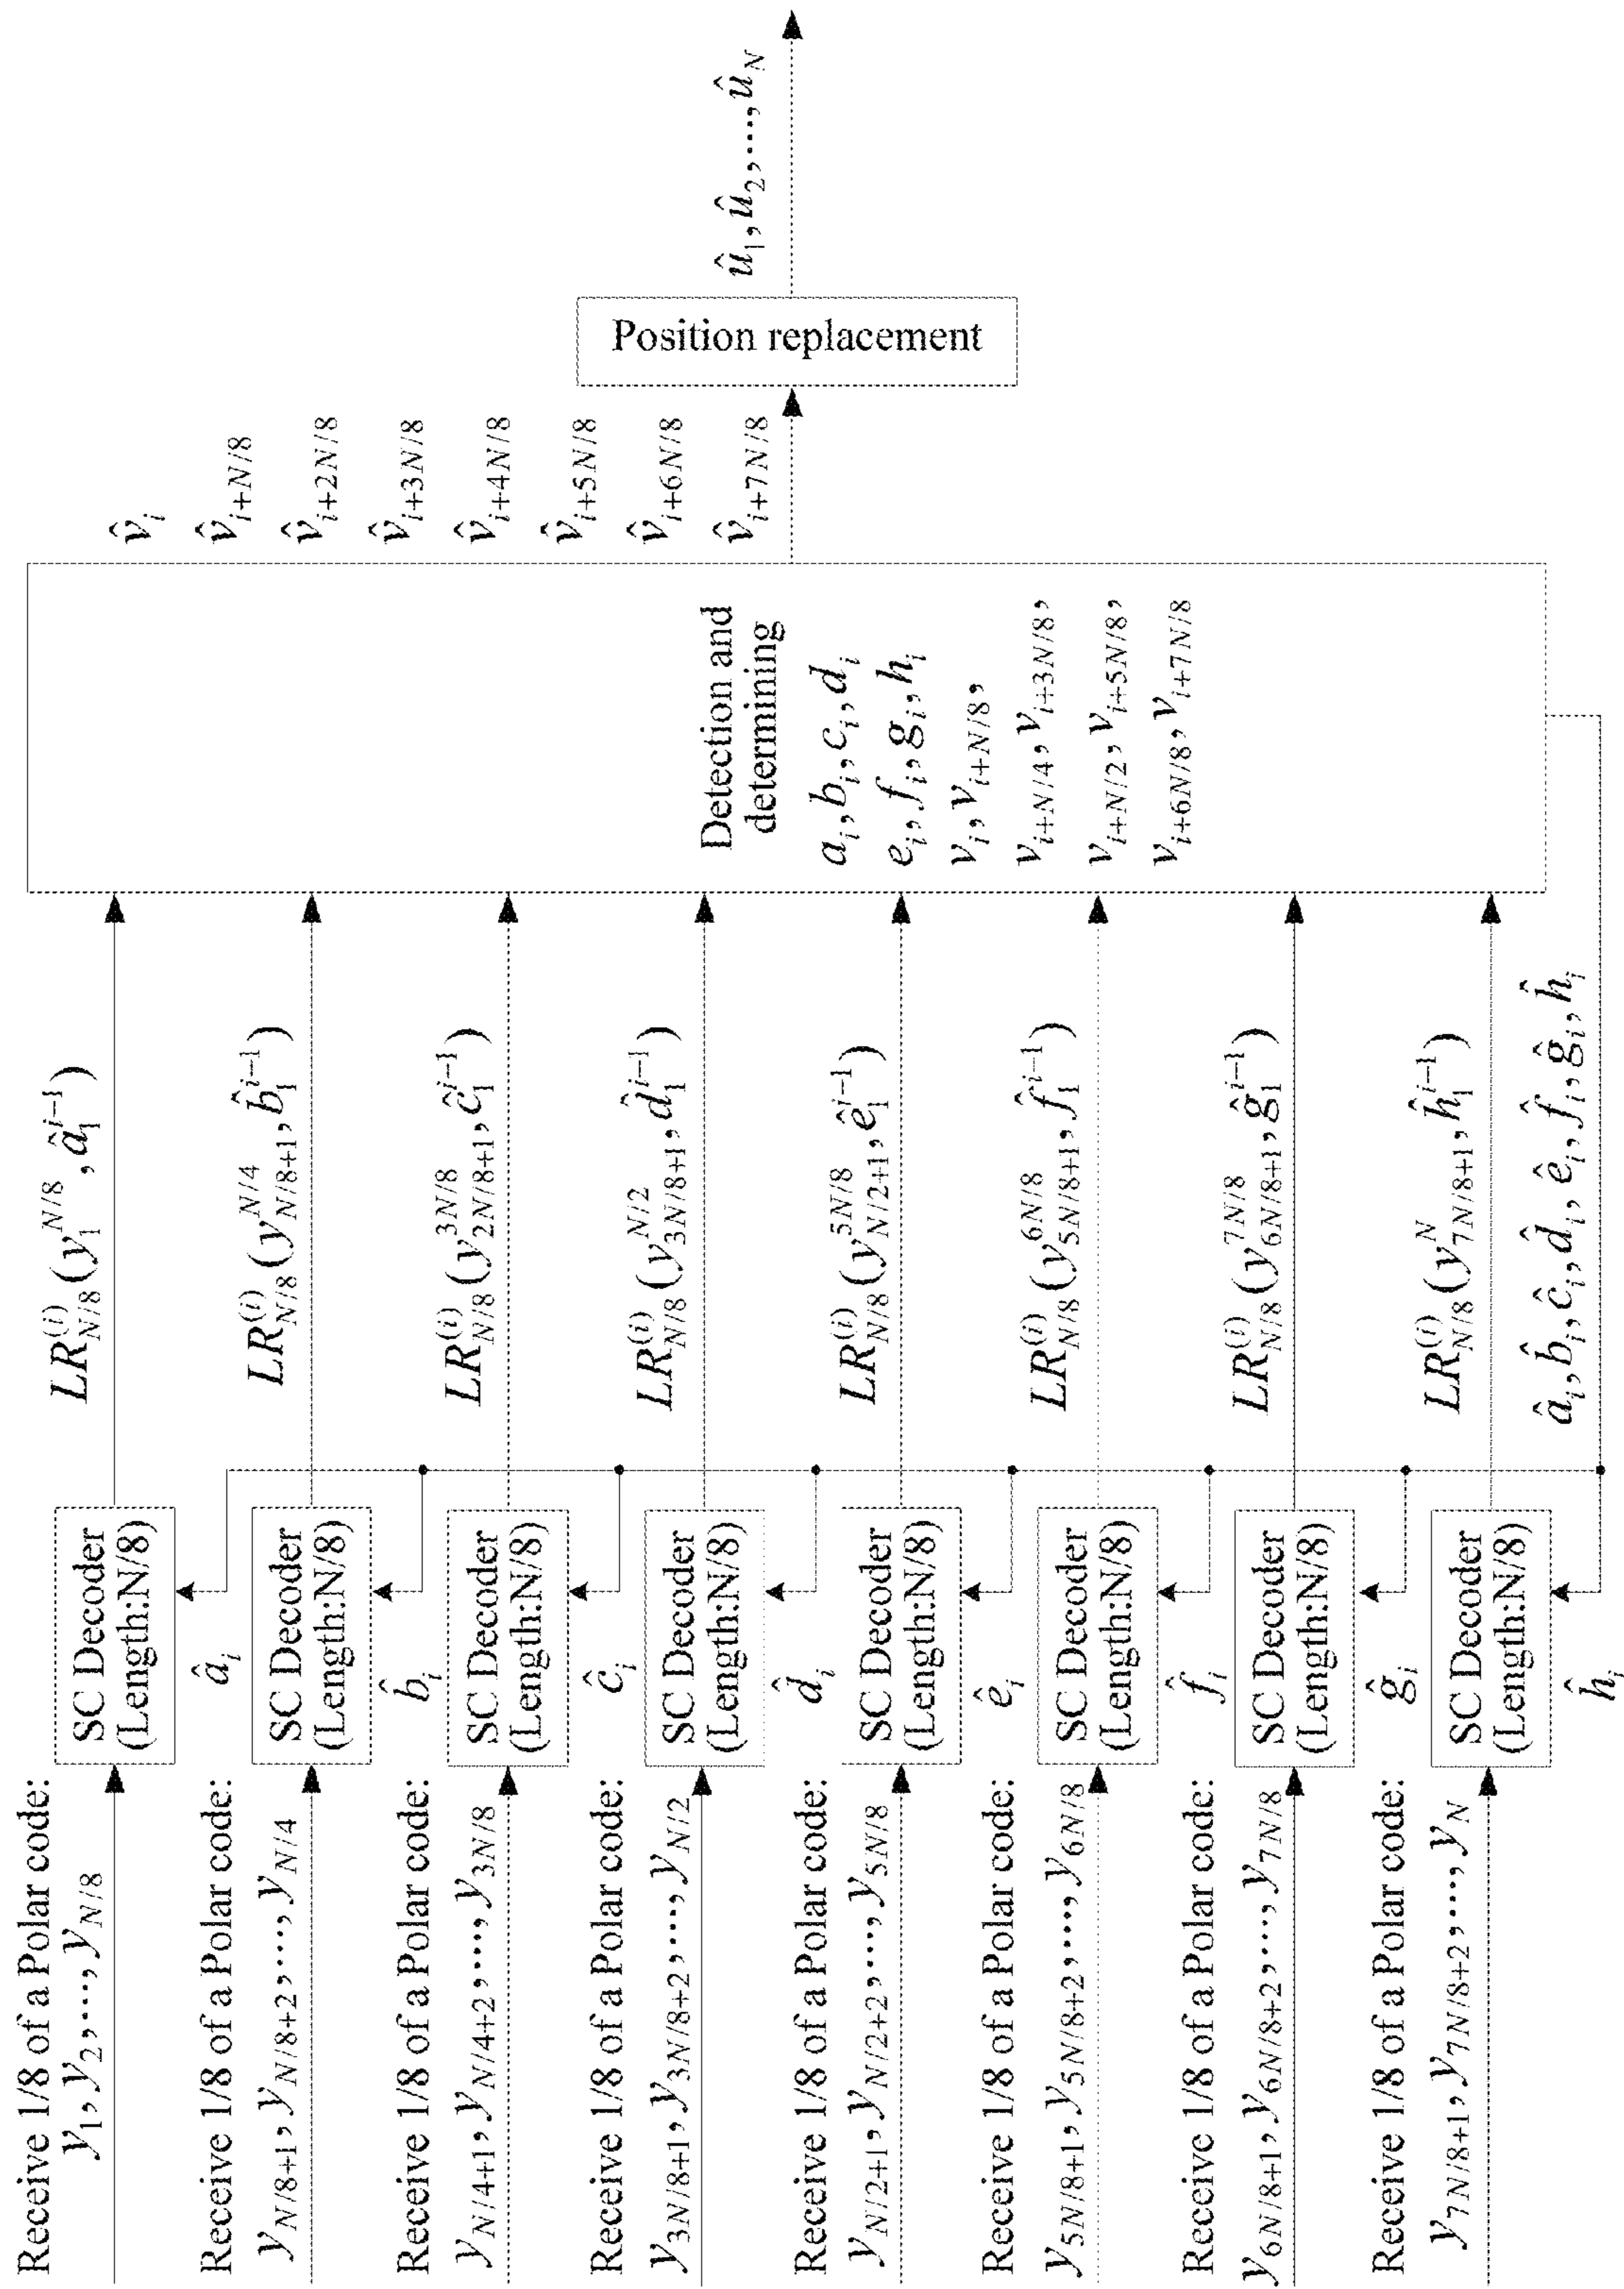 Receive 1/8 of a Polar code:
y_1, y_2, ..., y_{N/8}
SC Decoder
(Length:N/8)
â_i
LR^{(i)}_{N/8}(y_1^{N/8}, â_1^{i-1})
Receive 1/8 of a Polar code:
y_{N/8+1}, y_{N/8+2}, ..., y_{N/4}
SC Decoder
(Length:N/8)
b̂_i
LR^{(i)}_{N/8}(y_{N/8+1}^{N/4}, b̂_1^{i-1})
Receive 1/8 of a Polar code:
y_{N/4+1}, y_{N/4+2}, ..., y_{3N/8}
SC Decoder
(Length:N/8)
ĉ_i
LR^{(i)}_{N/8}(y_{2N/8+1}^{3N/8}, ĉ_1^{i-1})
Receive 1/8 of a Polar code:
y_{3N/8+1}, y_{3N/8+2}, ..., y_{N/2}
SC Decoder
(Length:N/8)
d̂_i
LR^{(i)}_{N/8}(y_{3N/8+1}^{N/2}, d̂_1^{i-1})
Receive 1/8 of a Polar code:
y_{N/2+1}, y_{N/2+2}, ..., y_{5N/8}
SC Decoder
(Length:N/8)
ê_i
LR^{(i)}_{N/8}(y_{N/2+1}^{5N/8}, ê_1^{i-1})
Receive 1/8 of a Polar code:
y_{5N/8+1}, y_{5N/8+2}, ..., y_{6N/8}
SC Decoder
(Length:N/8)
f̂_i
LR^{(i)}_{N/8}(y_{5N/8+1}^{6N/8}, f̂_1^{i-1})
Receive 1/8 of a Polar code:
y_{6N/8+1}, y_{6N/8+2}, ..., y_{7N/8}
SC Decoder
(Length:N/8)
ĝ_i
LR^{(i)}_{N/8}(y_{6N/8+1}^{7N/8}, ĝ_1^{i-1})
Receive 1/8 of a Polar code:
y_{7N/8+1}, y_{7N/8+2}, ..., y_N
SC Decoder
(Length:N/8)
ĥ_i
LR^{(i)}_{N/8}(y_{7N/8+1}^{N}, ĥ_1^{i-1})
â_i, b̂_i, ĉ_i, d̂_i, ê_i, f̂_i, ĝ_i, ĥ_i
Detection and
determining
a_i, b_i, c_i, d_i
e_i, f_i, g_i, h_i
v_i, v_{i+N/8},
v_{i+N/4}, v_{i+3N/8},
v_{i+N/2}, v_{i+5N/8},
v_{i+6N/8}, v_{i+7N/8}
v̂_i
v̂_{i+N/8}
v̂_{i+2N/8}
v̂_{i+3N/8}
v̂_{i+4N/8}
v̂_{i+5N/8}
v̂_{i+6N/8}
v̂_{i+7N/8}
Position replacement
û_1, û_2, ..., û_N